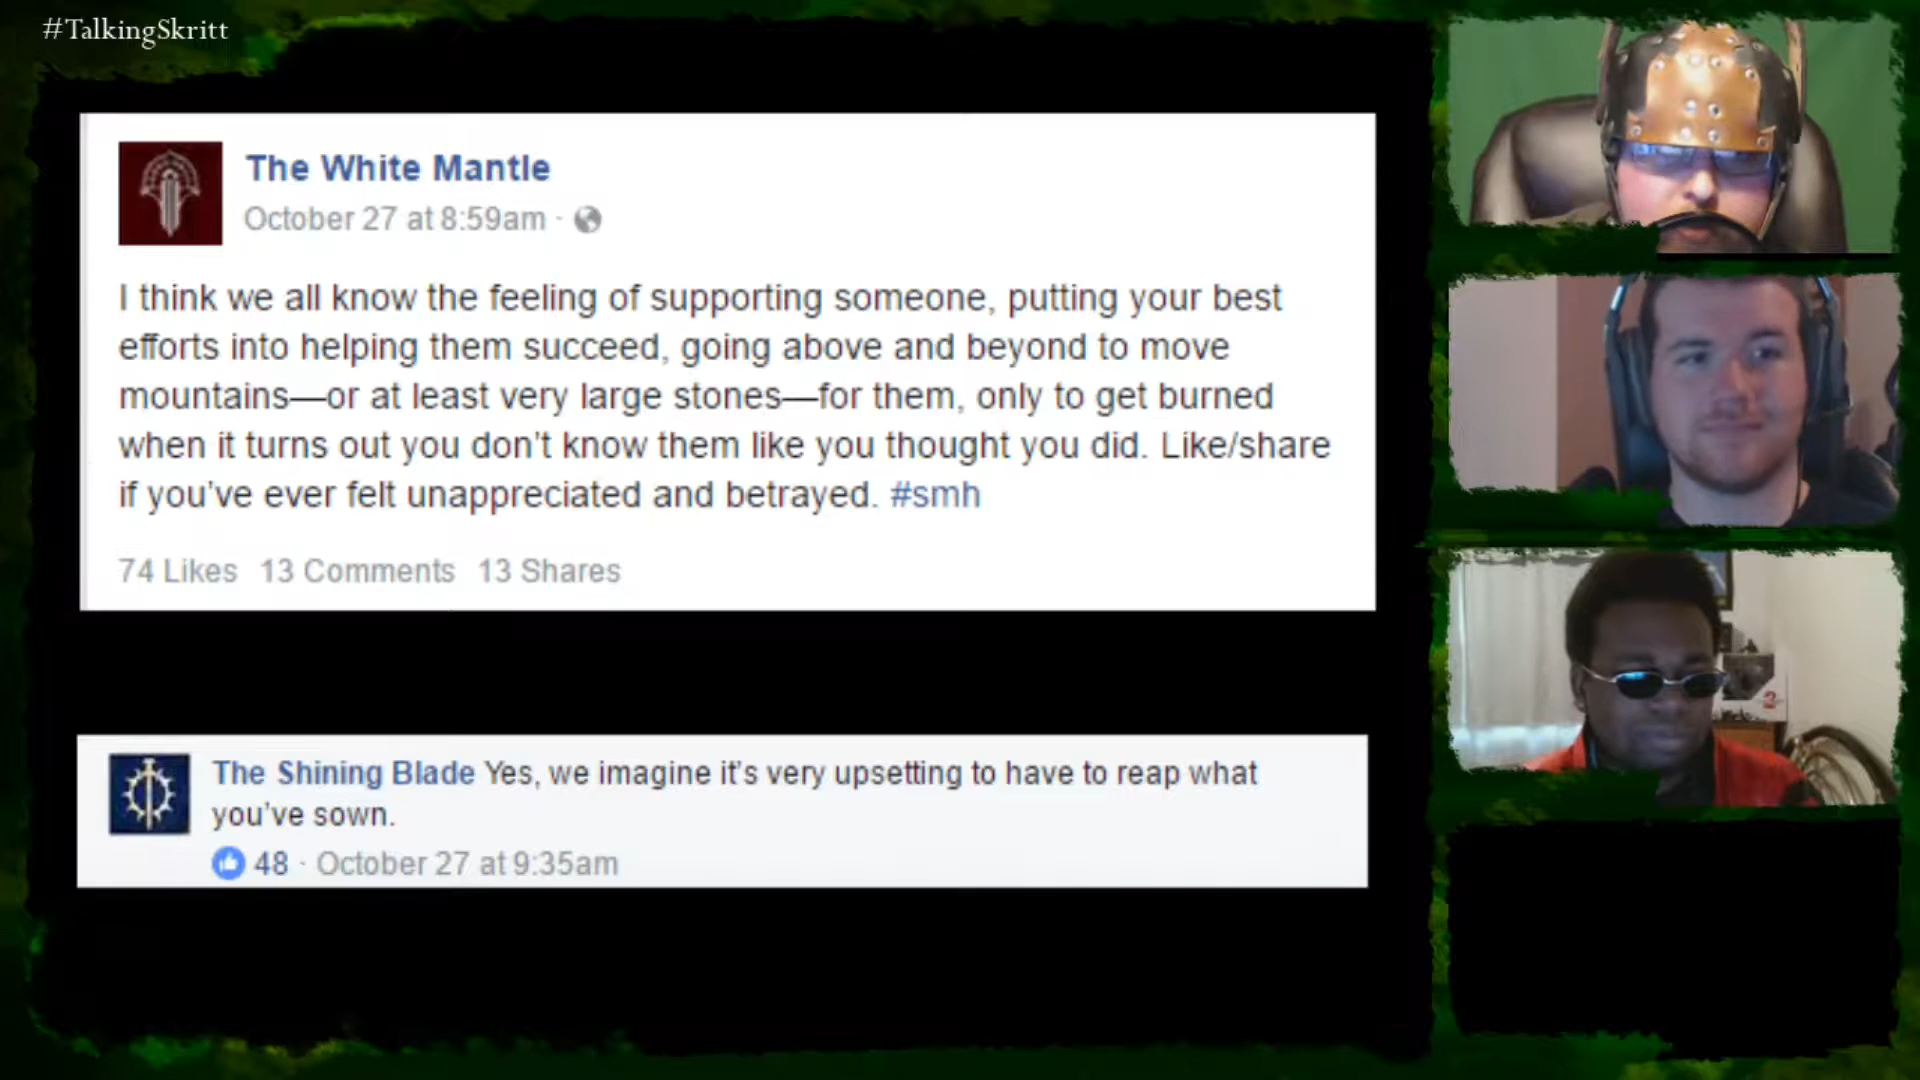 #TalkingSkritt
The White Mantle
October 27 at 8:59am ·
I think we all know the feeling of supporting someone, putting your best
efforts into helping them succeed, going above and beyond to move
mountains—or at least very large stones—for them, only to get burned
when it turns out you don't know them like you thought you did. Like/share
if you've ever felt unappreciated and betrayed. #smh
74 Likes 13 Comments 13 Shares
The Shining Blade Yes, we imagine it's very upsetting to have to reap what
you've sown.
48 · October 27 at 9:35am
2